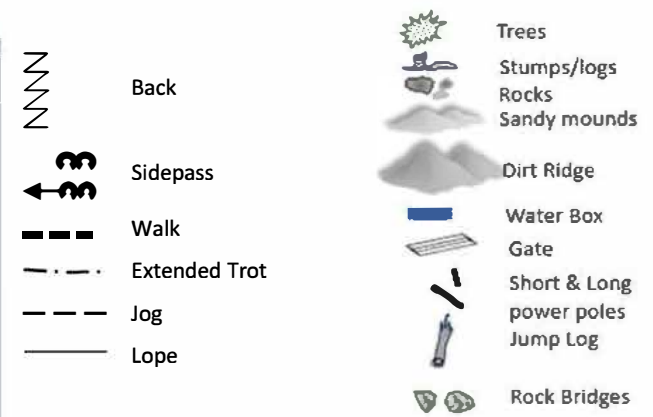 Back
Sidepass
Walk
Extended Trot
Jog
Lope
Trees
Stumps/logs
Rocks
Sandy mounds
Dirt Ridge
Water Box
Gate
Short & Long
power poles
Jump Log
Rock Bridges